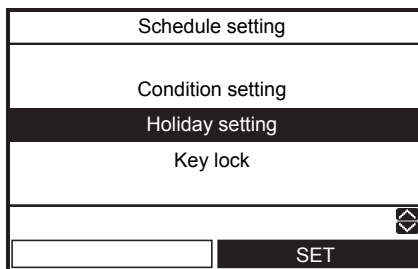 Schedule setting
Condition setting
Holiday setting
Key lock
SET